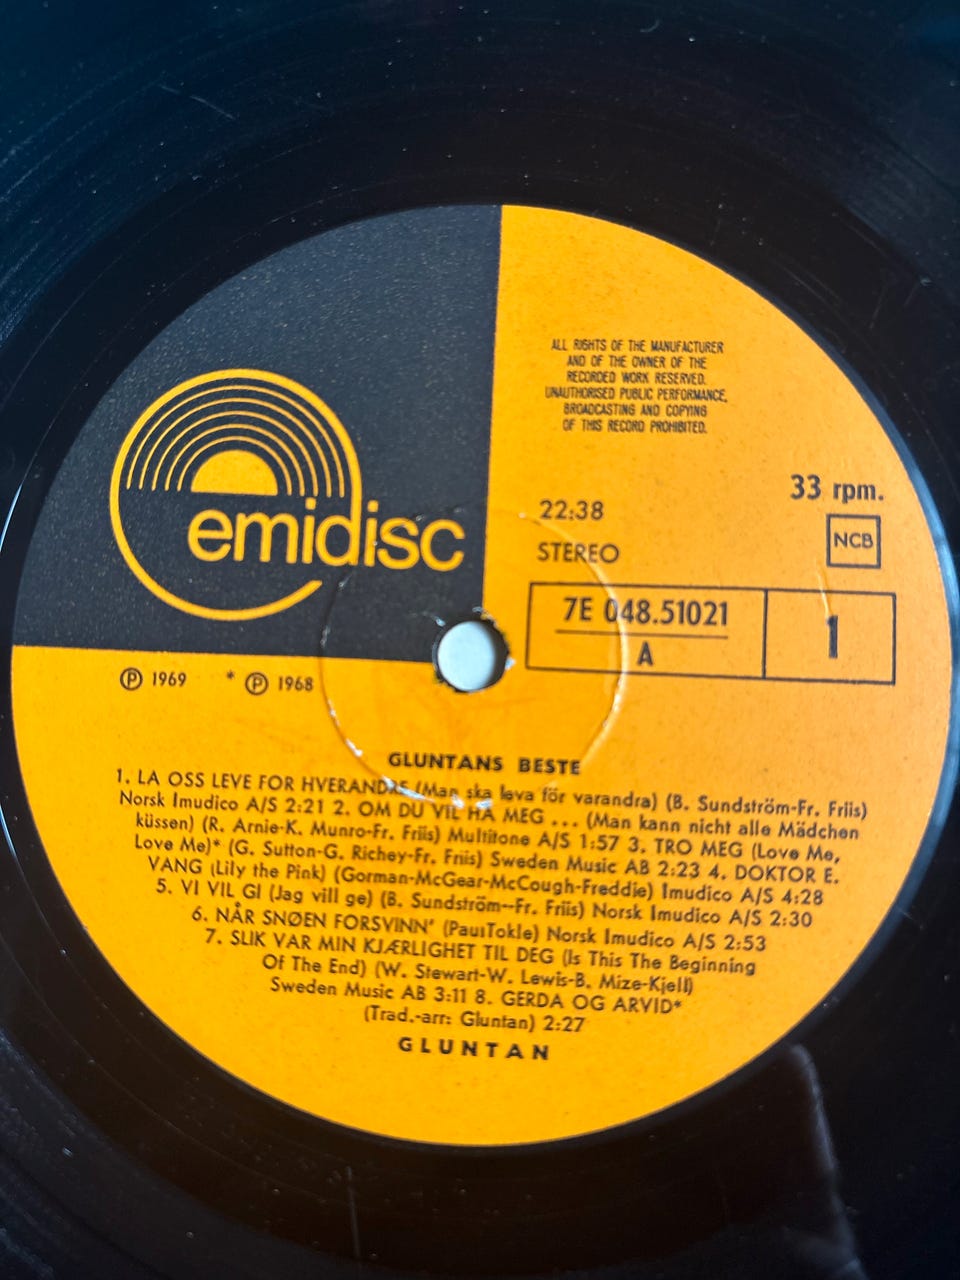 emidisc
ALL RIGHTS OF THE MANUFACTURER
AND OF THE OWNER OF THE
RECORDED WORK RESERVED.
UNAUTHORISED PUBLIC PERFORMANCE,
BROADCASTING AND COPYING
OF THIS RECORD PROHIBITED.
33 rpm.
22:38
NCB
STEREO
7E 048.51021
A
1
Ⓟ 1969 * Ⓟ 1968
GLUNTANS BESTE
1. LA OSS LEVE FOR HVERANDRE (Man ska leva för varandra) (B. Sundström-Fr. Friis)
Norsk Imudico A/S 2:21 2. OM DU VIL HA MEG ... (Man kann nicht alle Mädchen
küssen) (R. Arnie-K. Munro-Fr. Friis) Multitone A/S 1:57 3. TRO MEG (Love Me,
Love Me)* (G. Sutton-G. Richey-Fr. Friis) Sweden Music AB 2:23 4. DOKTOR E.
VANG (Lily the Pink) (Gorman-McGear-McCough-Freddie) Imudico A/S 4:28
5. VI VIL GI (Jag vill ge) (B. Sundström--Fr. Friis) Norsk Imudico A/S 2:30
6. NÅR SNØEN FORSVINN' (PauıTokle) Norsk Imudico A/S 2:53
7. SLIK VAR MIN KJÆRLIGHET TIL DEG (Is This The Beginning
Of The End) (W. Stewart-W. Lewis-B. Mize-Kjell)
Sweden Music AB 3:11 8. GERDA OG ARVID*
(Trad.-arr: Gluntan) 2:27
GLUNTAN